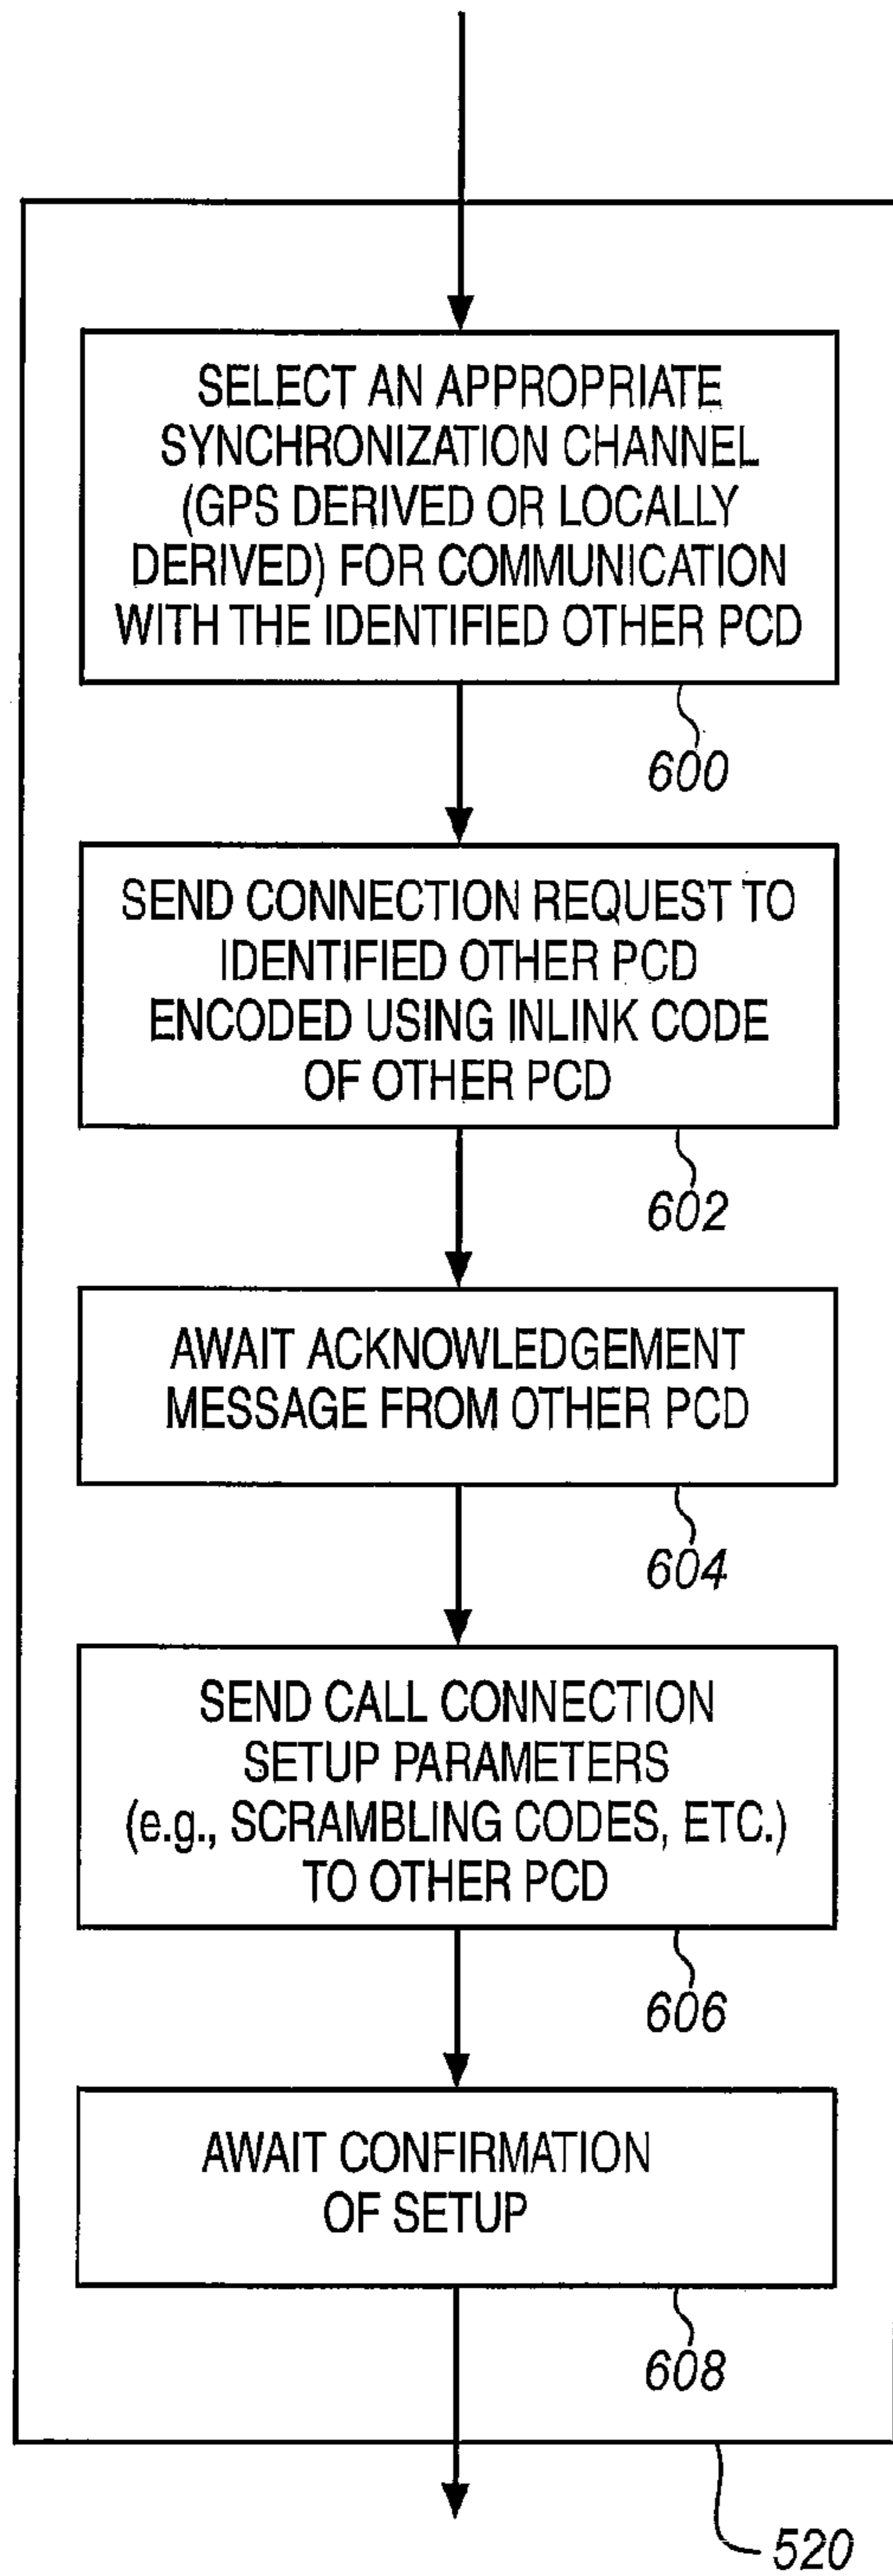 SELECT AN APPROPRIATE
SYNCHRONIZATION CHANNEL
(GPS DERIVED OR LOCALLY
DERIVED) FOR COMMUNICATION
WITH THE IDENTIFIED OTHER PCD
600
SEND CONNECTION REQUEST TO
IDENTIFIED OTHER PCD
ENCODED USING INLINK CODE
OF OTHER PCD
602
AWAIT ACKNOWLEDGEMENT
MESSAGE FROM OTHER PCD
604
SEND CALL CONNECTION
SETUP PARAMETERS
(e.g., SCRAMBLING CODES, ETC.)
TO OTHER PCD
606
AWAIT CONFIRMATION
OF SETUP
608
520